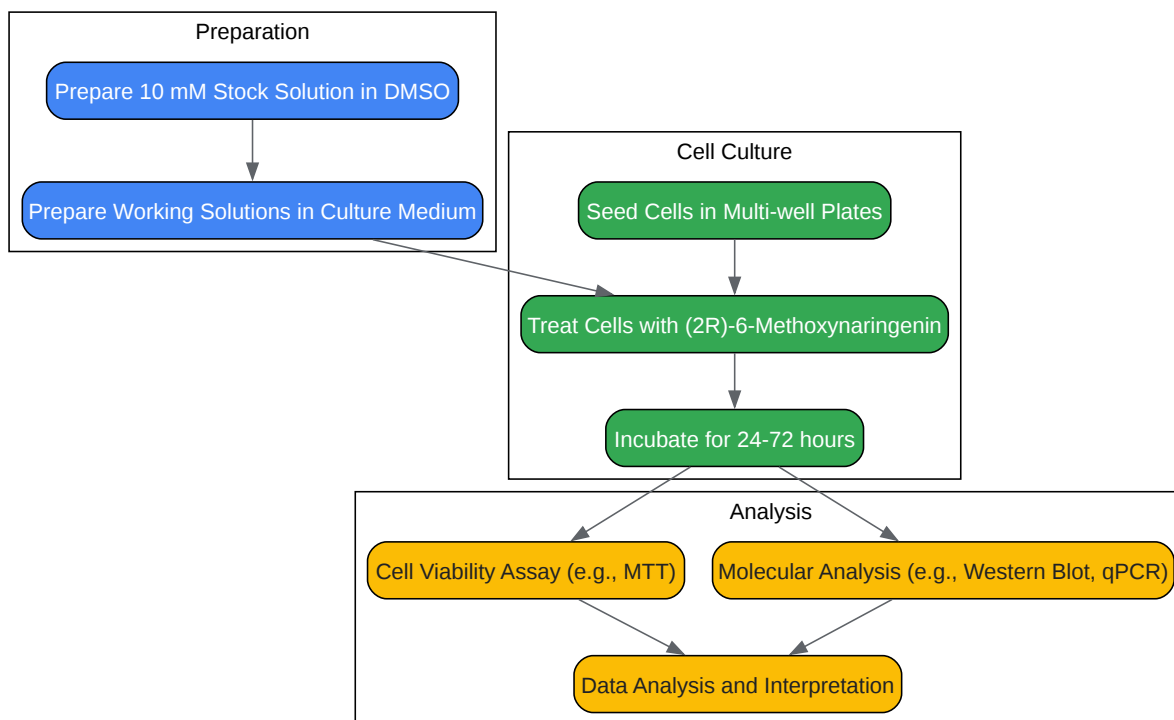 Preparation
Prepare 10 mM Stock Solution in DMSO
Prepare Working Solutions in Culture Medium
Cell Culture
Seed Cells in Multi-well Plates
Treat Cells with (2R)-6-Methoxynaringenin
Incubate for 24-72 hours
Analysis
Cell Viability Assay (e.g., MTT)
Molecular Analysis (e.g., Western Blot, qPCR)
Data Analysis and Interpretation